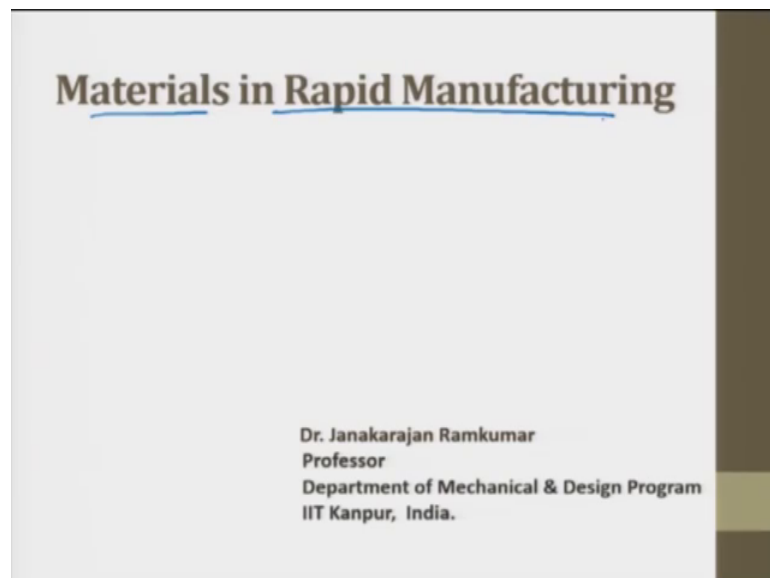 Materials in Rapid Manufacturing
Dr. Janakarajan Ramkumar
Professor
Department of Mechanical & Design Program
IIT Kanpur, India.